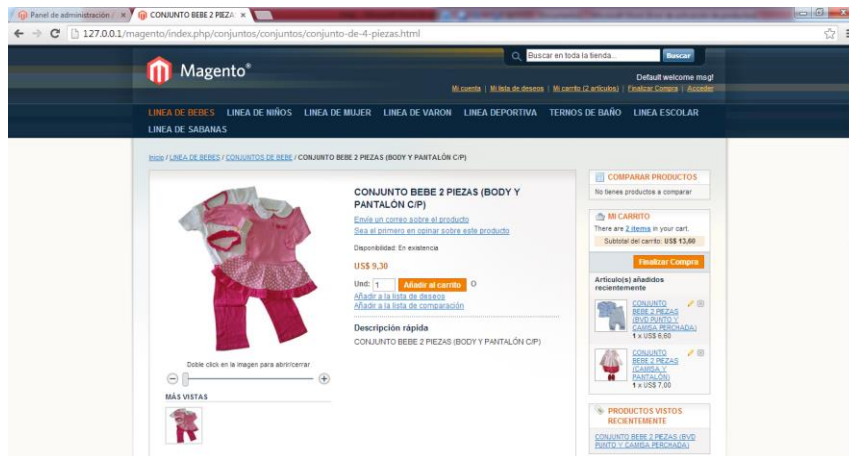 Panel de administración /
CONJUNTO BEBE 2 PIEZA
127.0.0.1/magento/index.php/conjuntos/conjuntos/conjunto-de-4-piezas.html
Magento®
Buscar en toda la tienda...
Buscar
Default welcome msg!
Mi cuenta | Mi lista de deseos | Mi carrito (2 artículos) | Finalizar Compra | Acceder
LINEA DE BEBES LINEA DE NIÑOS LINEA DE MUJER LINEA DE VARON LINEA DEPORTIVA TERNOS DE BAÑO LINEA ESCOLAR
LINEA DE SABANAS
Inicio / LINEA DE BEBES / CONJUNTOS DE BEBE / CONJUNTO BEBE 2 PIEZAS (BODY Y PANTALÓN C/P)
CONJUNTO BEBE 2 PIEZAS (BODY Y
PANTALÓN C/P)
Envíe un correo sobre el producto
Sea el primero en opinar sobre este producto
Disponibilidad: En existencia
US$ 9,30
Und: 1 Añadir al carrito O
Añadir a la lista de deseos
Añadir a la lista de comparación
Descripción rápida
CONJUNTO BEBE 2 PIEZAS (BODY Y PANTALÓN C/P)
Doble click en la imagen para abrir/cerrar
MÁS VISTAS
COMPARAR PRODUCTOS
No tienes productos a comparar
MI CARRITO
There are 2 items in your cart.
Subtotal del carrito: US$ 13,60
Finalizar Compra
Artículo(s) añadidos
recientemente
CONJUNTO
BEBE 2 PIEZAS
(BVD PUNTO Y
CAMISA PERCHADA)
1 x US$ 6,60
CONJUNTO
BEBE 2 PIEZAS
(CAMISA Y
PANTALÓN)
1 x US$ 7,00
PRODUCTOS VISTOS
RECIENTEMENTE
CONJUNTO BEBE 2 PIEZAS (BVD
PUNTO Y CAMISA PERCHADA)